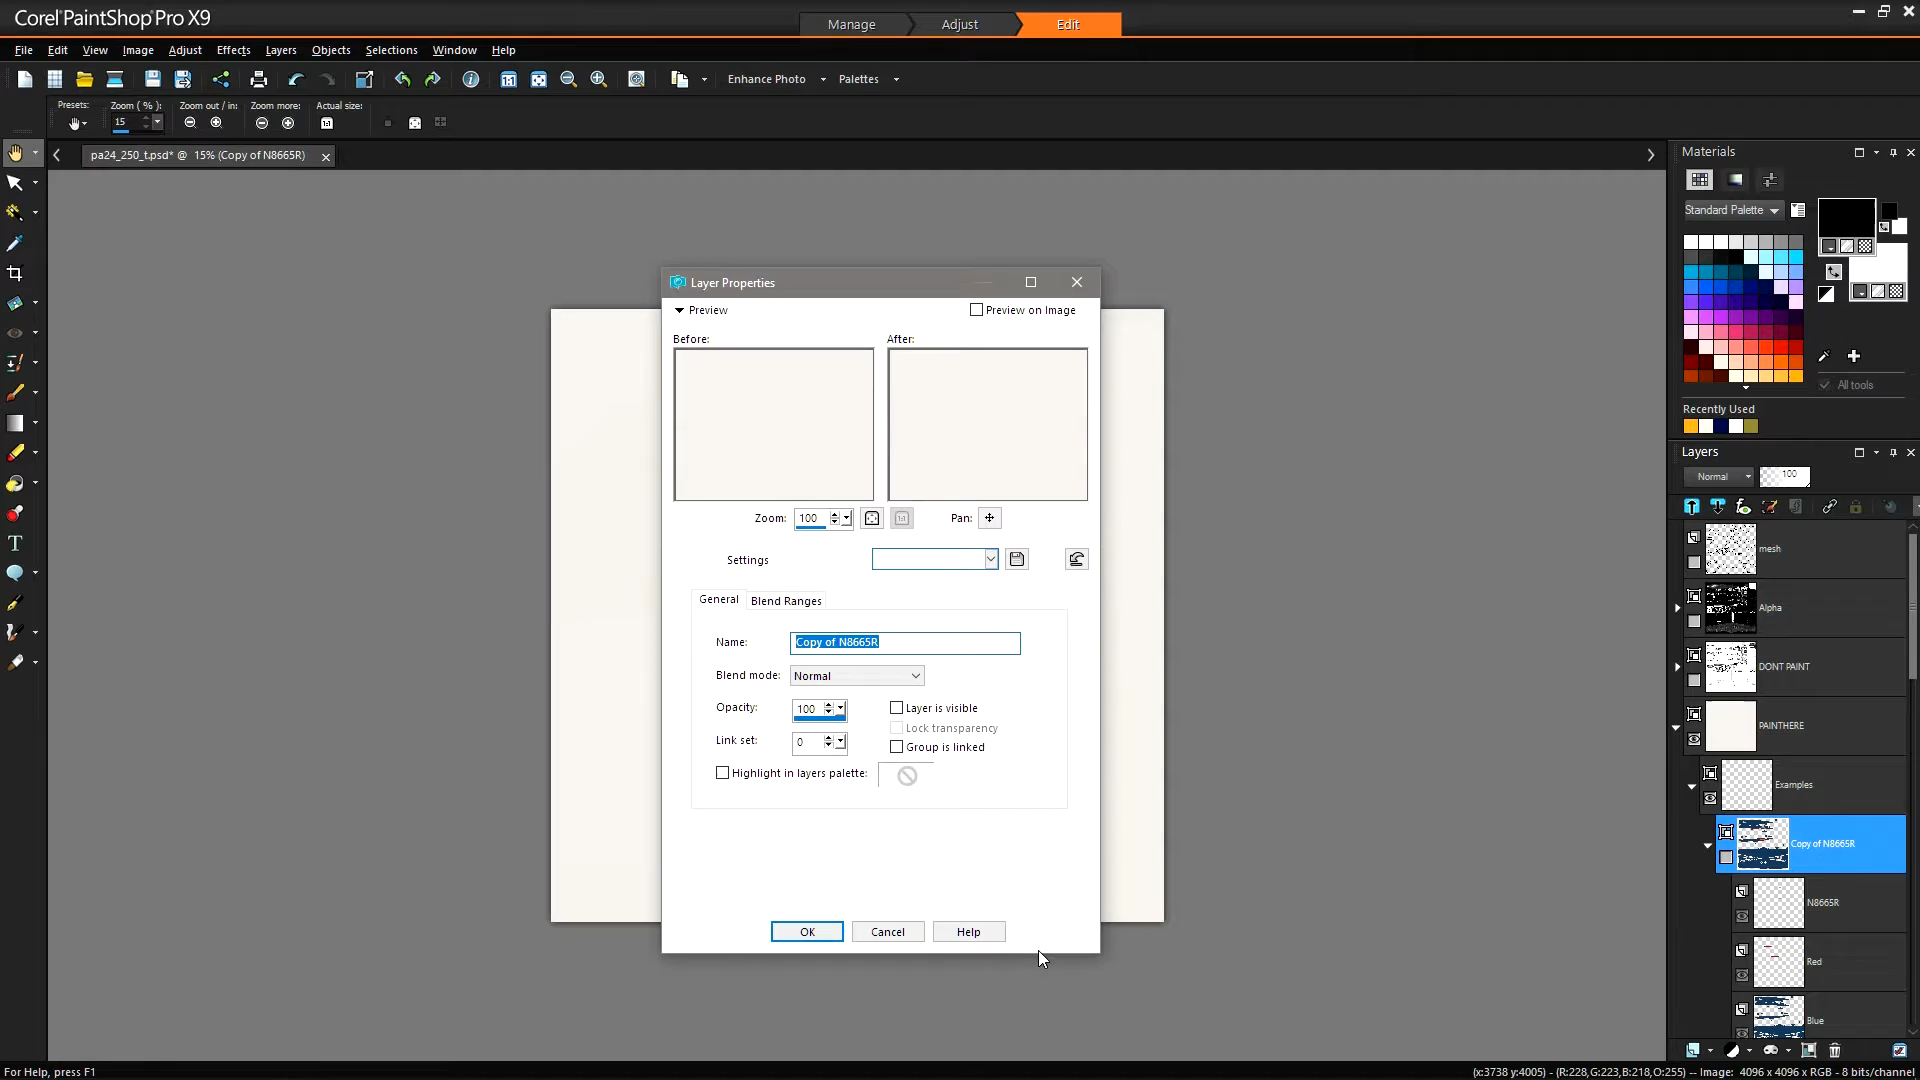 Corel PaintShop Pro X9
Manage
Adjust
Edit
File
Edit
View
Image
Adjust
Effects
Layers
Objects
Selections
Window
Help
Enhance Photo
Palettes
Presets:
Zoom ( % ):
Zoom out / in:
Zoom more:
Actual size:
15
pa24_250_t.psd* @ 15% (Copy of N8665R)
Materials
Standard Palette
All tools
Recently Used
Layers
Normal
100
mesh
Alpha
DONT PAINT
PAINTHERE
Examples
Copy of N8665R
N8665R
Red
Blue
Layer Properties
Preview
Preview on Image
Before:
After:
Zoom:
100
Pan:
Settings
General
Blend Ranges
Name:
Copy of N8665R
Blend mode:
Normal
Opacity:
100
Layer is visible
Lock transparency
Link set:
0
Group is linked
Highlight in layers palette:
OK
Cancel
Help
For Help, press F1
(x:3738 y:4005) - (R:228,G:223,B:218,O:255) -- Image: 4096 x 4096 x RGB - 8 bits/channel